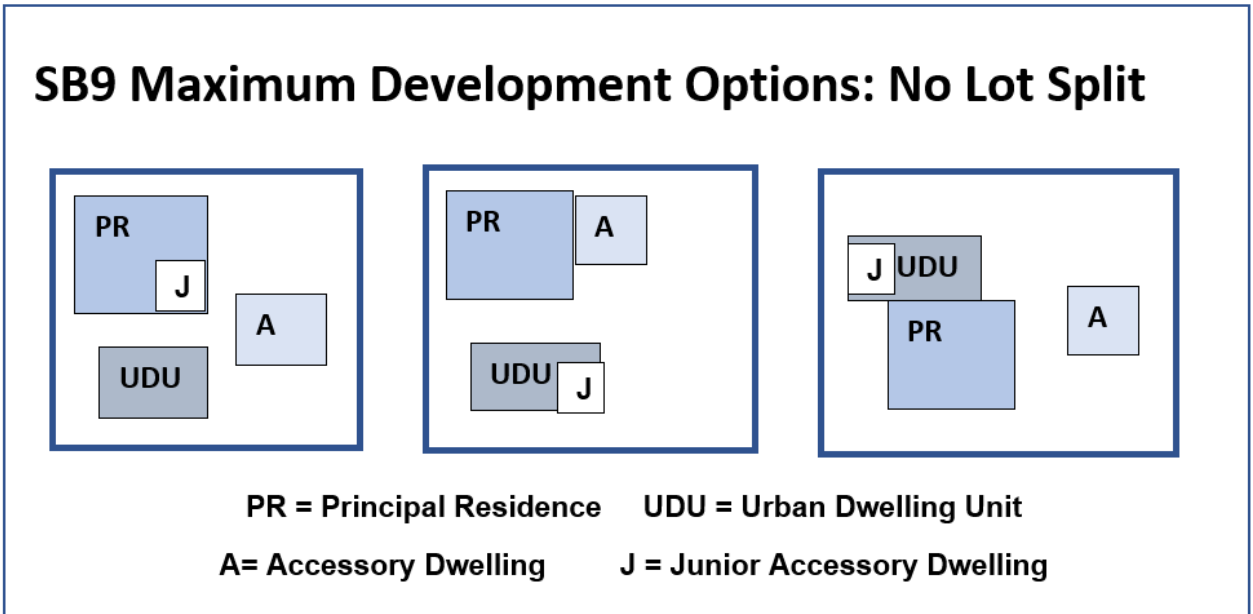 SB9 Maximum Development Options: No Lot Split
PR
J
A
UDU
PR
A
UDU
J
J
UDU
PR
A
PR = Principal Residence UDU = Urban Dwelling Unit
A= Accessory Dwelling J = Junior Accessory Dwelling